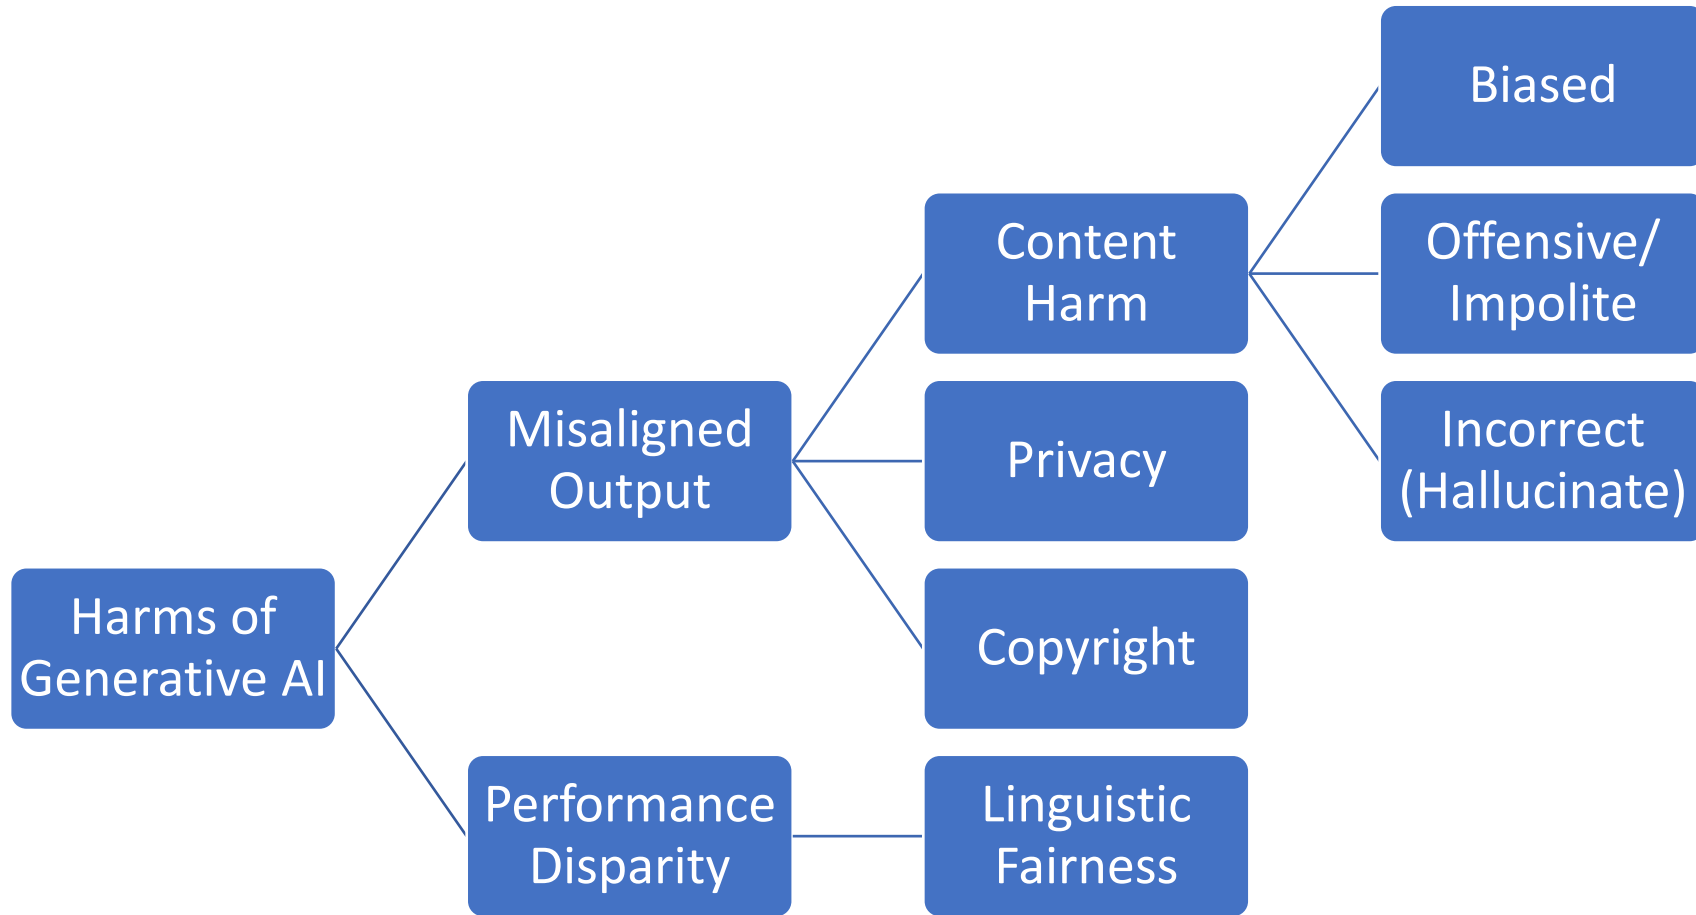 Harms of
Generative AI
Misaligned
Output
Content
Harm
Biased
Offensive/
Impolite
Incorrect
(Hallucinate)
Privacy
Copyright
Performance
Disparity
Linguistic
Fairness